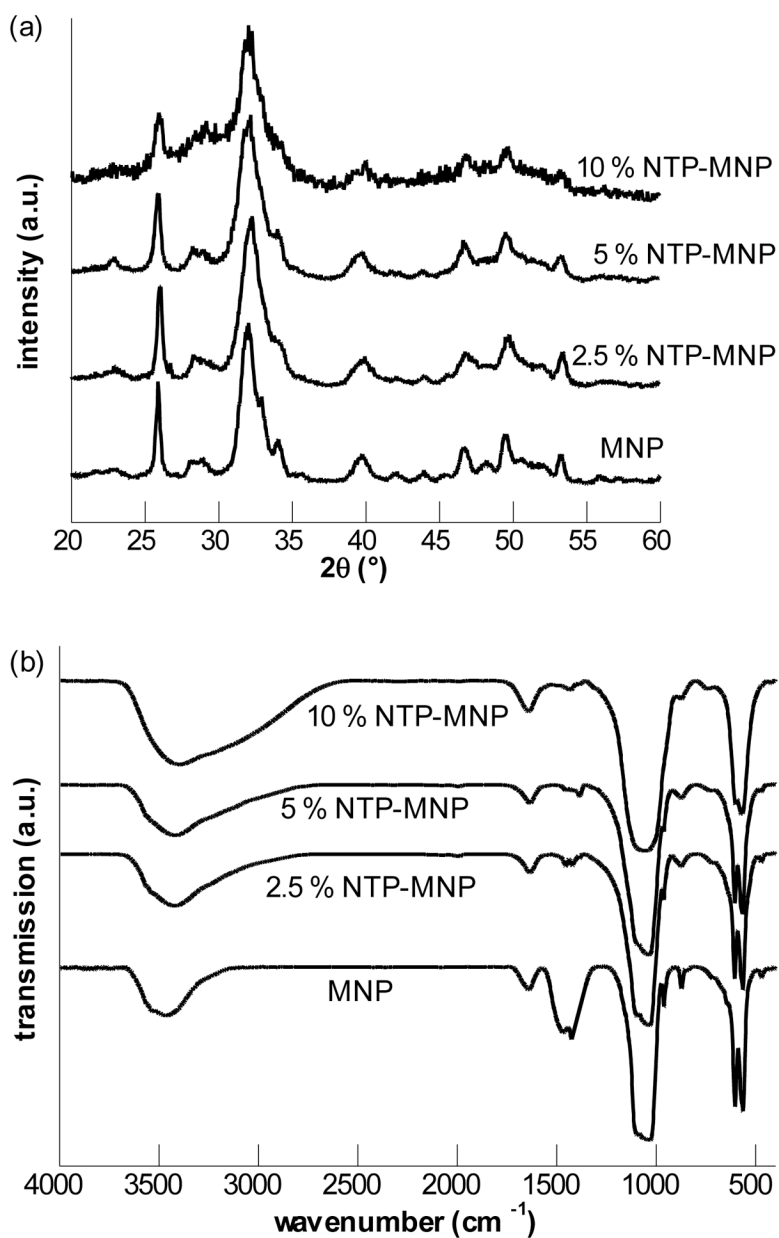 (a)
intensity (a.u.)
10 % NTP-MNP
5 % NTP-MNP
2.5 % NTP-MNP
MNP
20 25 30 35 40 45 50 55 60
2θ (°)
(b)
transmission (a.u.)
10 % NTP-MNP
5 % NTP-MNP
2.5 % NTP-MNP
MNP
4000 3500 3000 2500 2000 1500 1000 500
wavenumber (cm -1)